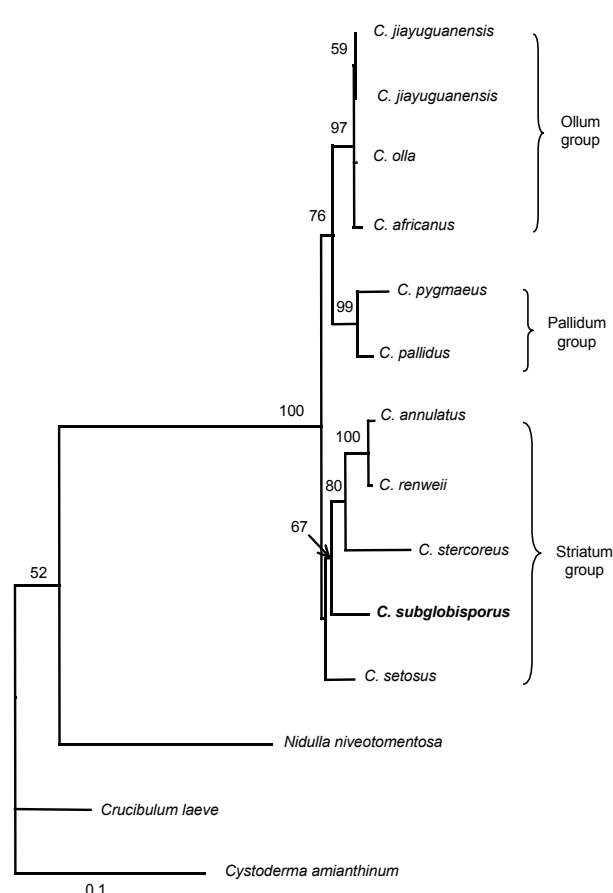 C. jiayuguanensis
59
C. jiayuguanensis
Ollum
group
97
C. olla
76
C. africanus
C. pygmaeus
99
Pallidum
group
C. pallidus
100
C. annulatus
100
C. renweii
80
67
C. stercoreus
Striatum
group
52
C. subglobisporus
C. setosus
Nidulla niveotomentosa
Crucibulum laeve
Cystoderma amianthinum
0.1